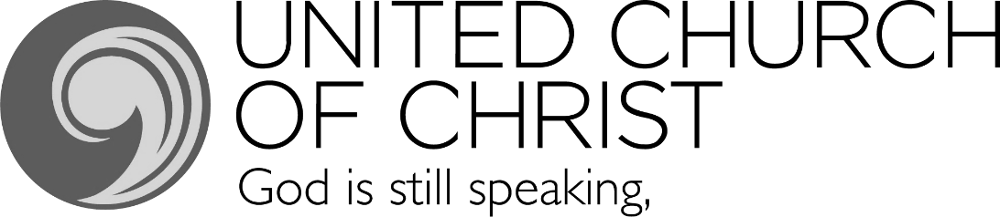 UNITED CHURCH
OF CHRIST
God is still speaking,